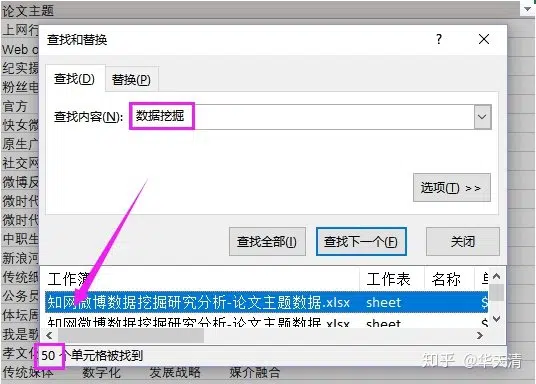 论文主题
上网行
Web o
纪实摄
粉丝电
官方
快女微
原生广
社交网
微博反
微时代
微时代
中职生
新浪河
传统纸
公务员
体坛周
我是歌
孝文化
传统媒体 数字化 发展战略 媒介融合
查找和替换 ? ×
查找(D) 替换(P)
查找内容(N): 数据挖掘
选项(T) >>
查找全部(I) 查找下一个(F) 关闭
工作簿 工作表 名称 单
知网微博数据挖掘研究分析-论文主题数据.xlsx sheet $
知网微博数据挖掘研究分析-论文主题数据.xlsx sheet $
50 个单元格被找到
知乎 @华天清